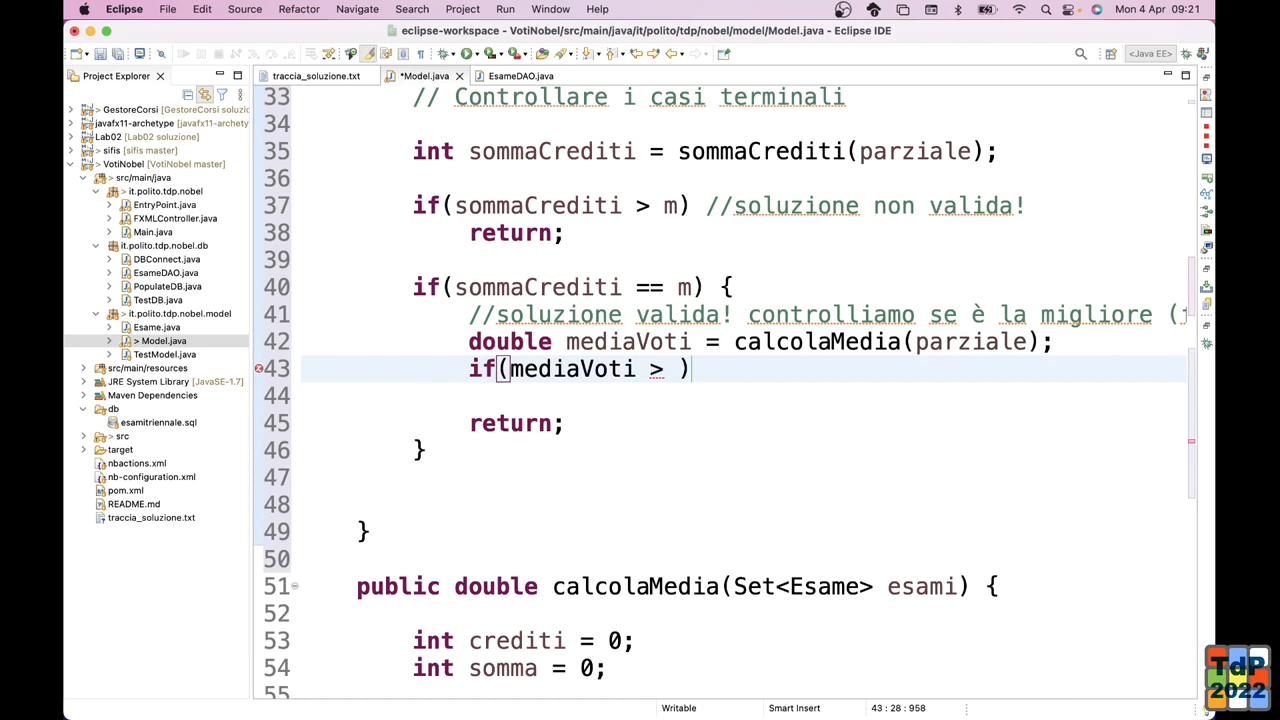 Eclipse File Edit Source Refactor Navigate Search Project Run Window Help Mon 4 Apr 09:21
eclipse-workspace - VotiNobel/src/main/java/it/polito/tdp/nobel/model/Model.java - Eclipse IDE
<Java EE>
Project Explorer
traccia_soluzione.txt *Model.java EsameDAO.java
> GestoreCorsi [GestoreCorsi soluzio
javafx11-archetype [javafx11-archety
Lab02 [Lab02 soluzione]
> sifis [sifis master]
> VotiNobel [VotiNobel master]
> src/main/java
> it.polito.tdp.nobel
EntryPoint.java
FXMLController.java
Main.java
it.polito.tdp.nobel.db
DBConnect.java
EsameDAO.java
PopulateDB.java
TestDB.java
> it.polito.tdp.nobel.model
Esame.java
> Model.java
TestModel.java
src/main/resources
JRE System Library [JavaSE-1.7]
Maven Dependencies
db
esamitriennale.sql
> src
target
nbactions.xml
nb-configuration.xml
pom.xml
README.md
traccia_soluzione.txt
33 // Controllare i casi terminali
34
35 int sommaCrediti = sommaCrediti(parziale);
36
37 if(sommaCrediti > m) //soluzione non valida!
38 return;
39
40 if(sommaCrediti == m) {
41 //soluzione valida! controlliamo se è la migliore (
42 double mediaVoti = calcolaMedia(parziale);
43 if(mediaVoti > )
44
45 return;
46 }
47
48
49 }
50
51 public double calcolaMedia(Set<Esame> esami) {
52
53 int crediti = 0;
54 int somma = 0;
55
Writable Smart Insert 43 : 28 : 958
TdP
2022